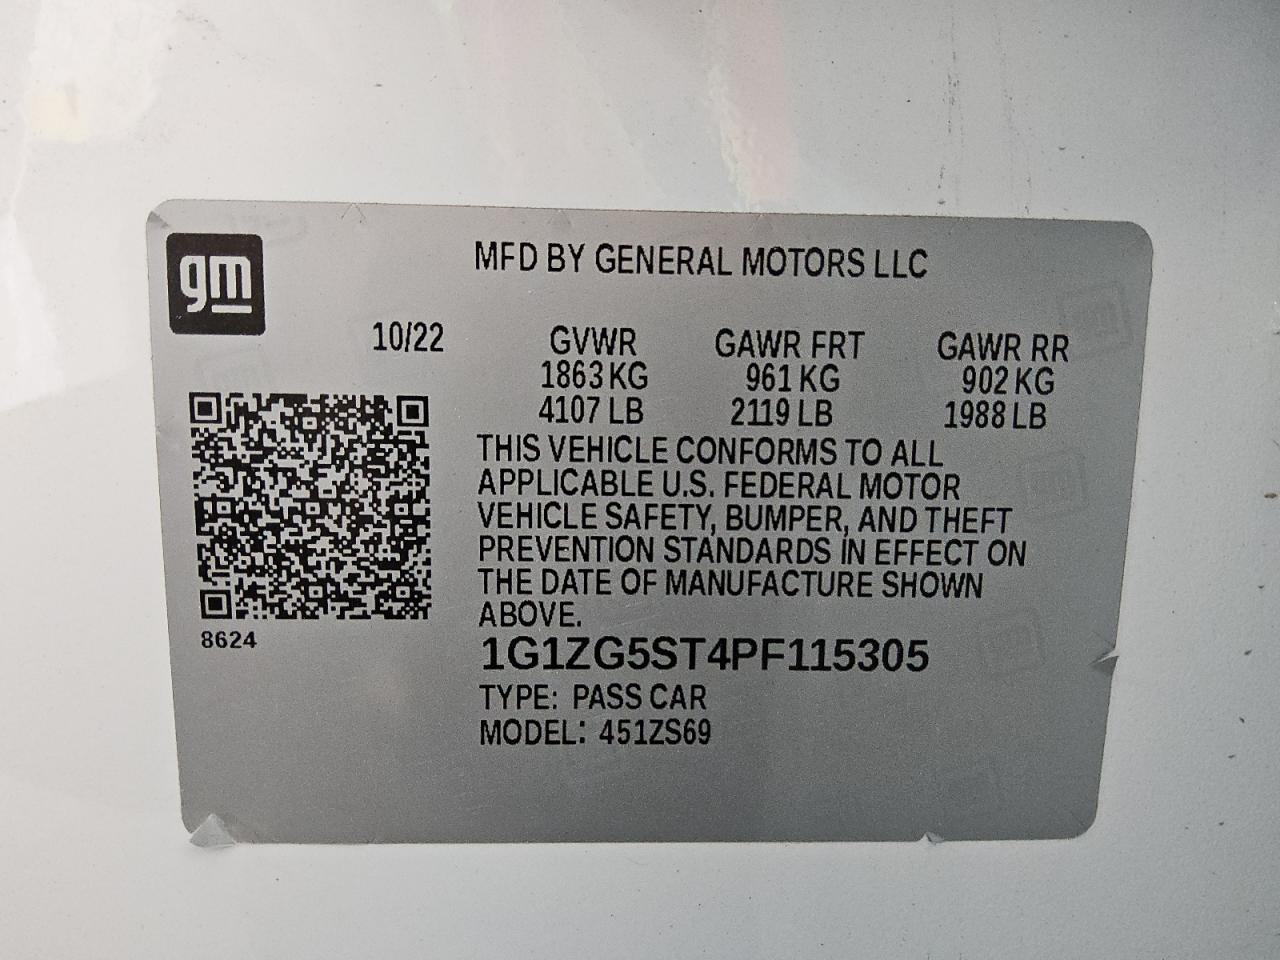 gm
MFD BY GENERAL MOTORS LLC
10/22 GVWR GAWR FRT GAWR RR
1863 KG 961 KG 902 KG
4107 LB 2119 LB 1988 LB
THIS VEHICLE CONFORMS TO ALL
APPLICABLE U.S. FEDERAL MOTOR
VEHICLE SAFETY, BUMPER, AND THEFT
PREVENTION STANDARDS IN EFFECT ON
THE DATE OF MANUFACTURE SHOWN
ABOVE.
8624
1G1ZG5ST4PF115305
TYPE: PASS CAR
MODEL: 451ZS69